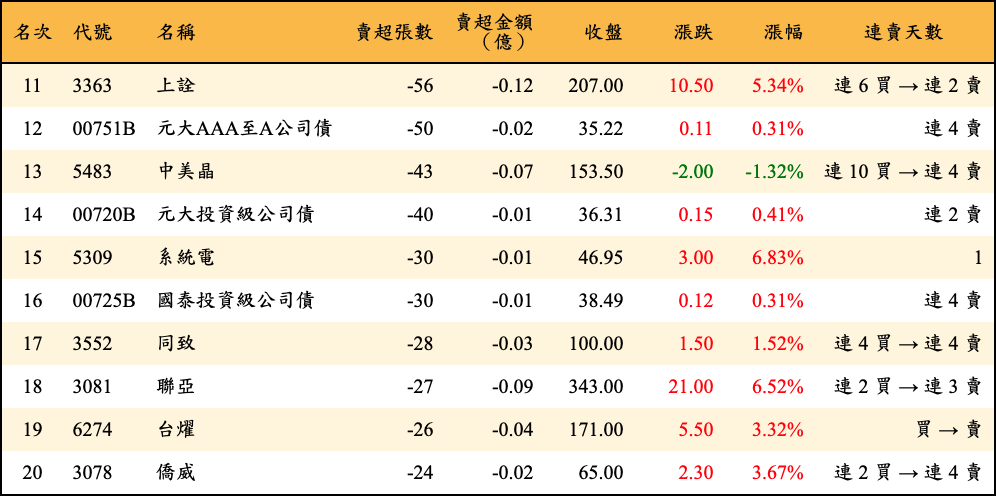 名次 代號 名稱 賣超張數 賣超金額（億） 收盤 漲跌 漲幅 連賣天數
11 3363 上詮 -56 -0.12 207.00 10.50 5.34% 連 6 買 → 連 2 賣
12 00751B 元大AAA至A公司債 -50 -0.02 35.22 0.11 0.31% 連 4 賣
13 5483 中美晶 -43 -0.07 153.50 -2.00 -1.32% 連 10 買 → 連 4 賣
14 00720B 元大投資級公司債 -40 -0.01 36.31 0.15 0.41% 連 2 賣
15 5309 系統電 -30 -0.01 46.95 3.00 6.83% 1
16 00725B 國泰投資級公司債 -30 -0.01 38.49 0.12 0.31% 連 4 賣
17 3552 同致 -28 -0.03 100.00 1.50 1.52% 連 4 買 → 連 4 賣
18 3081 聯亞 -27 -0.09 343.00 21.00 6.52% 連 2 買 → 連 3 賣
19 6274 台燿 -26 -0.04 171.00 5.50 3.32% 買 → 賣
20 3078 僑威 -24 -0.02 65.00 2.30 3.67% 連 2 買 → 連 4 賣